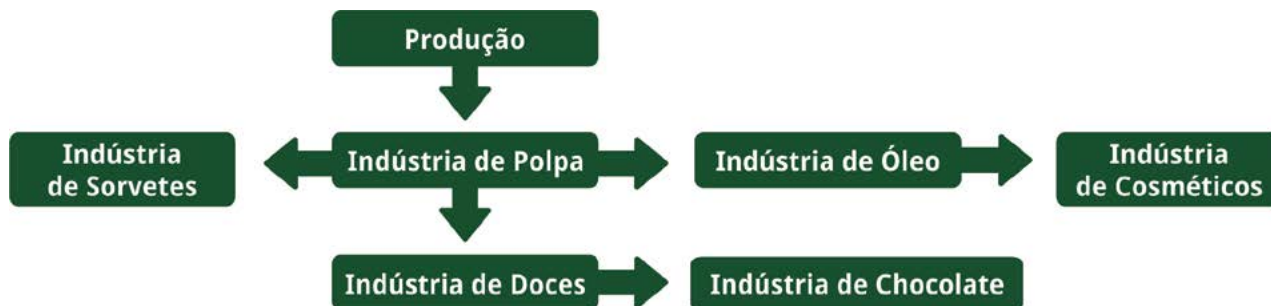 Produção
Indústria
de Sorvetes
Indústria de Polpa
Indústria de Óleo
Indústria
de Cosméticos
Indústria de Doces
Indústria de Chocolate